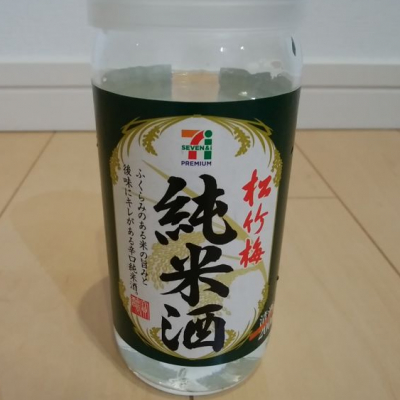 SEVEN&i
PREMIUM
松竹梅
純米酒
ふくらみのある米の旨みと
後味にキレがある辛口純米酒。